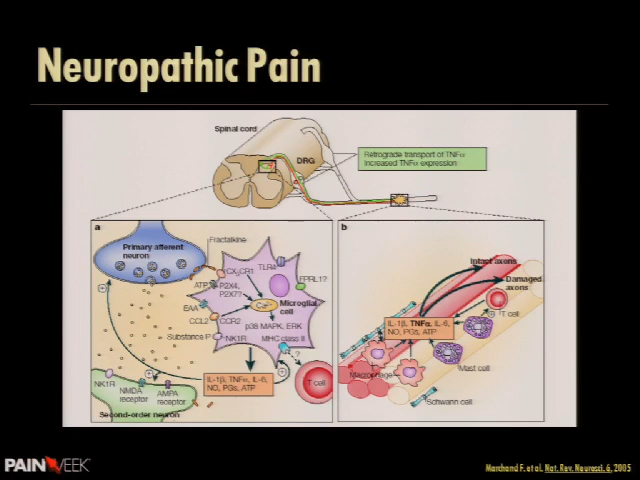 Neuropathic Pain
Spinal cord
DRG
Retrograde transport of TNFα
Increased TNFα expression
a
Primary afferent
neuron
Fractalkine
CX3CR1
TLR4
FPRL1?
ATP
P2X4,
P2X7?
Ca2+
Microglial
cell
EAA
CCL2
CCR2
p38 MAPK, ERK
Substance P
NK1R
MHC class II
?
T cell
IL-1β, TNFα, IL-6,
NO, PGs, ATP
NK1R
NMDA
receptor
AMPA
receptor
Second-order neuron
b
Intact axons
Damaged
axons
T cell
IL-1β, TNFα, IL-6,
NO, PGs, ATP
Macrophage
Mast cell
Schwann cell
PAINWEEK
Marchand F. et al. Nat. Rev. Neurosci. 6, 2005